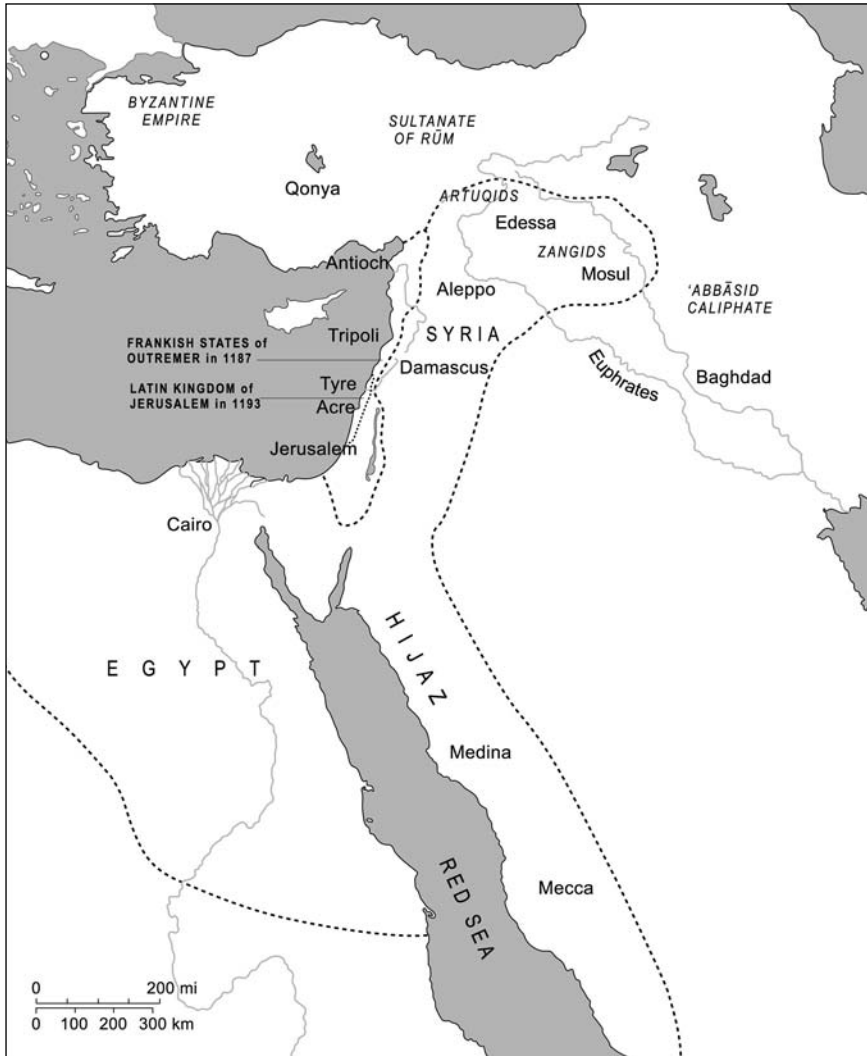 BYZANTINE
EMPIRE
SULTANATE
OF RŪM
Qonya
ARTUQIDS
Edessa
ZANGIDS
Mosul
Antioch
Aleppo
'ABBĀSID
CALIPHATE
Tripoli
SYRIA
FRANKISH STATES of
OUTREMER in 1187
Damascus
Euphrates
Baghdad
Tyre
LATIN KINGDOM of
JERUSALEM in 1193
Acre
Jerusalem
Cairo
HIJAZ
EGYPT
Medina
RED SEA
Mecca
0 200 mi
0 100 200 300 km